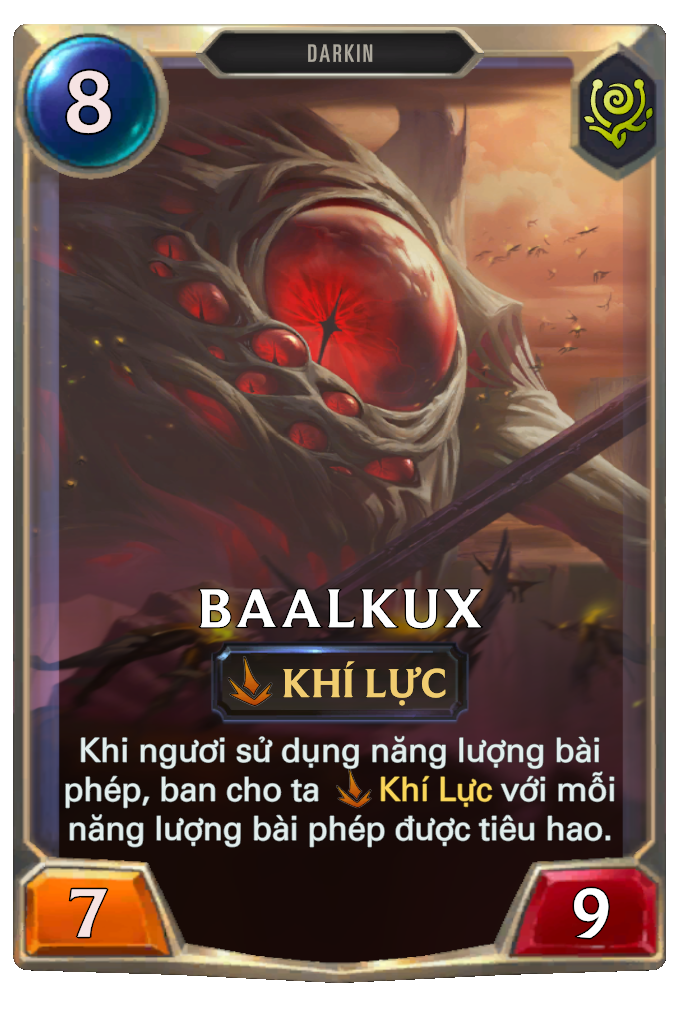 DARKIN
8
BAALKUX
KHÍ LỰC
Khi ngươi sử dụng năng lượng bài
phép, ban cho ta Khí Lực với mỗi
năng lượng bài phép được tiêu hao.
7
9